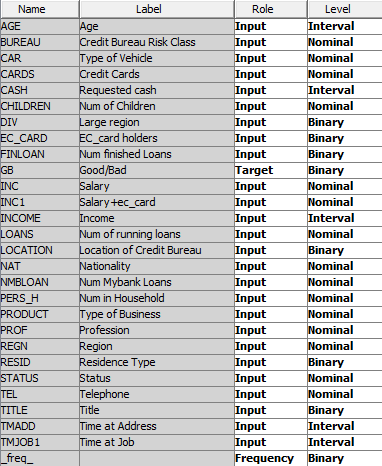 Name Label Role Level
AGE Age Input Interval
BUREAU Credit Bureau Risk Class Input Nominal
CAR Type of Vehicle Input Nominal
CARDS Credit Cards Input Nominal
CASH Requested cash Input Interval
CHILDREN Num of Children Input Nominal
DIV Large region Input Binary
EC_CARD EC_card holders Input Binary
FINLOAN Num finished Loans Input Binary
GB Good/Bad Target Binary
INC Salary Input Nominal
INC1 Salary+ec_card Input Nominal
INCOME Income Input Interval
LOANS Num of running loans Input Nominal
LOCATION Location of Credit Bureau Input Binary
NAT Nationality Input Nominal
NMBLOAN Num Mybank Loans Input Nominal
PERS_H Num in Household Input Nominal
PRODUCT Type of Business Input Nominal
PROF Profession Input Nominal
REGN Region Input Nominal
RESID Residence Type Input Binary
STATUS Status Input Nominal
TEL Telephone Input Nominal
TITLE Title Input Binary
TMADD Time at Address Input Interval
TMJOB1 Time at Job Input Interval
_freq_ Frequency Binary